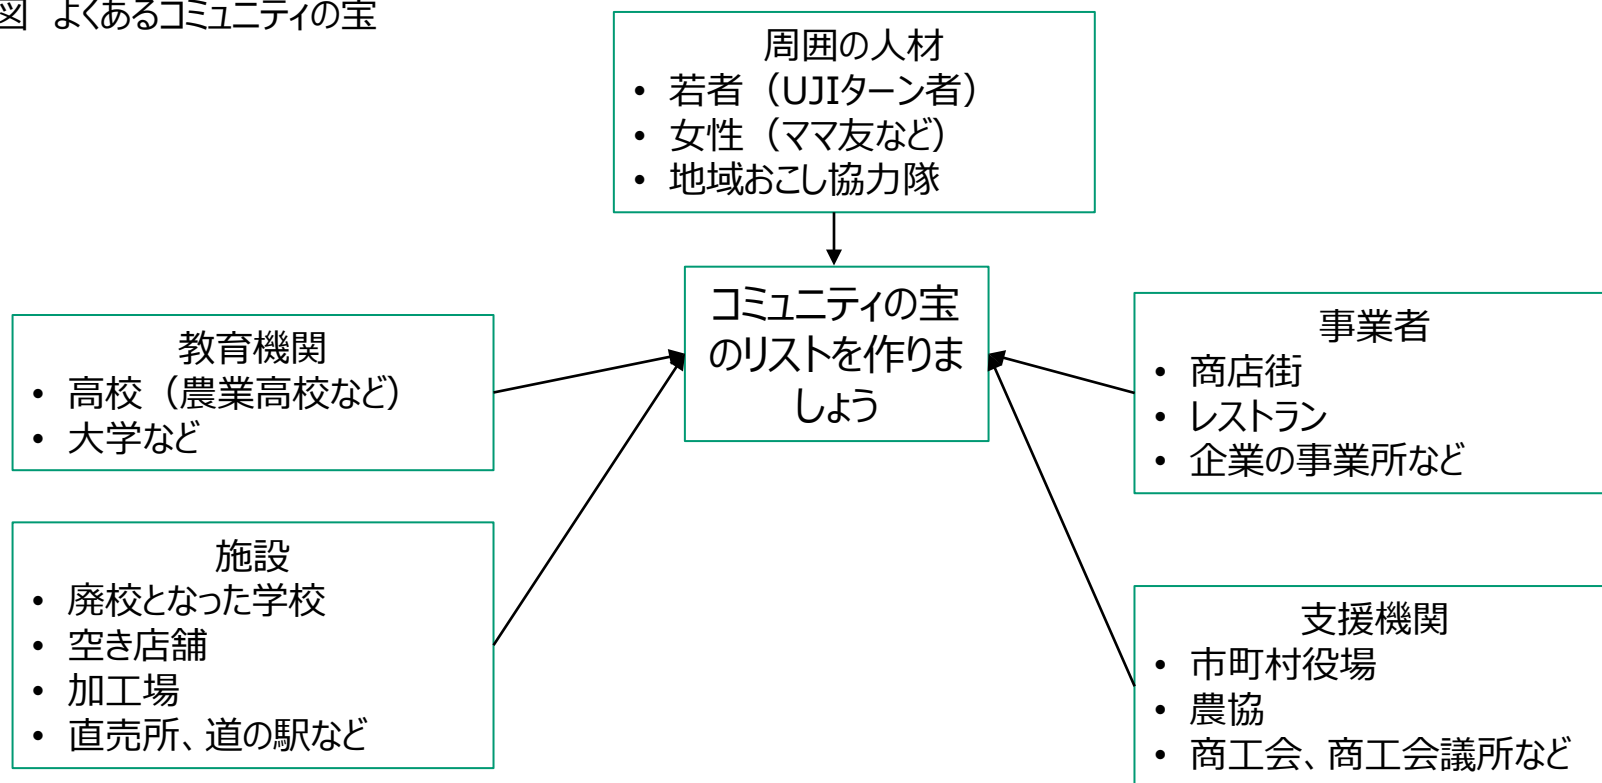 図 よくあるコミュニティの宝
周囲の人材
• 若者（UJIターン者）
• 女性（ママ友など）
• 地域おこし協力隊
コミュニティの宝
のリストを作りま
しょう
教育機関
• 高校（農業高校など）
• 大学など
事業者
• 商店街
• レストラン
• 企業の事業所など
施設
• 廃校となった学校
• 空き店舗
• 加工場
• 直売所、道の駅など
支援機関
• 市町村役場
• 農協
• 商工会、商工会議所など